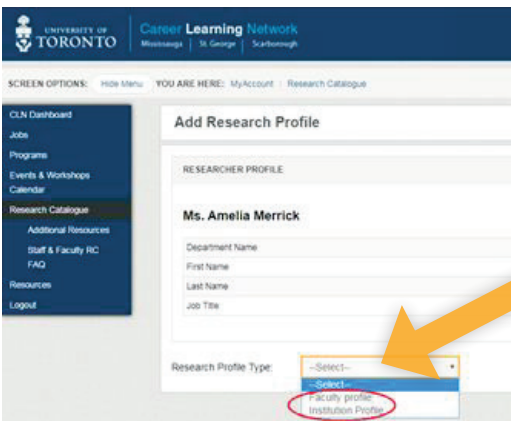 UNIVERSITY OF
TORONTO
Career Learning Network
Mississauga | St. George | Scarborough
SCREEN OPTIONS: Hide Menu YOU ARE HERE: MyAccount / Research Catalogue
CLN Dashboard
Jobs
Programs
Events & Workshops
Calendar
Research Catalogue
Additional Resources
Staff & Faculty RC
FAQ
Resources
Logout
Add Research Profile
RESEARCHER PROFILE
Ms. Amelia Merrick
Department Name
First Name
Last Name
Job Title
Research Profile Type:
--Select--
--Select--
Faculty profile
Institution Profile